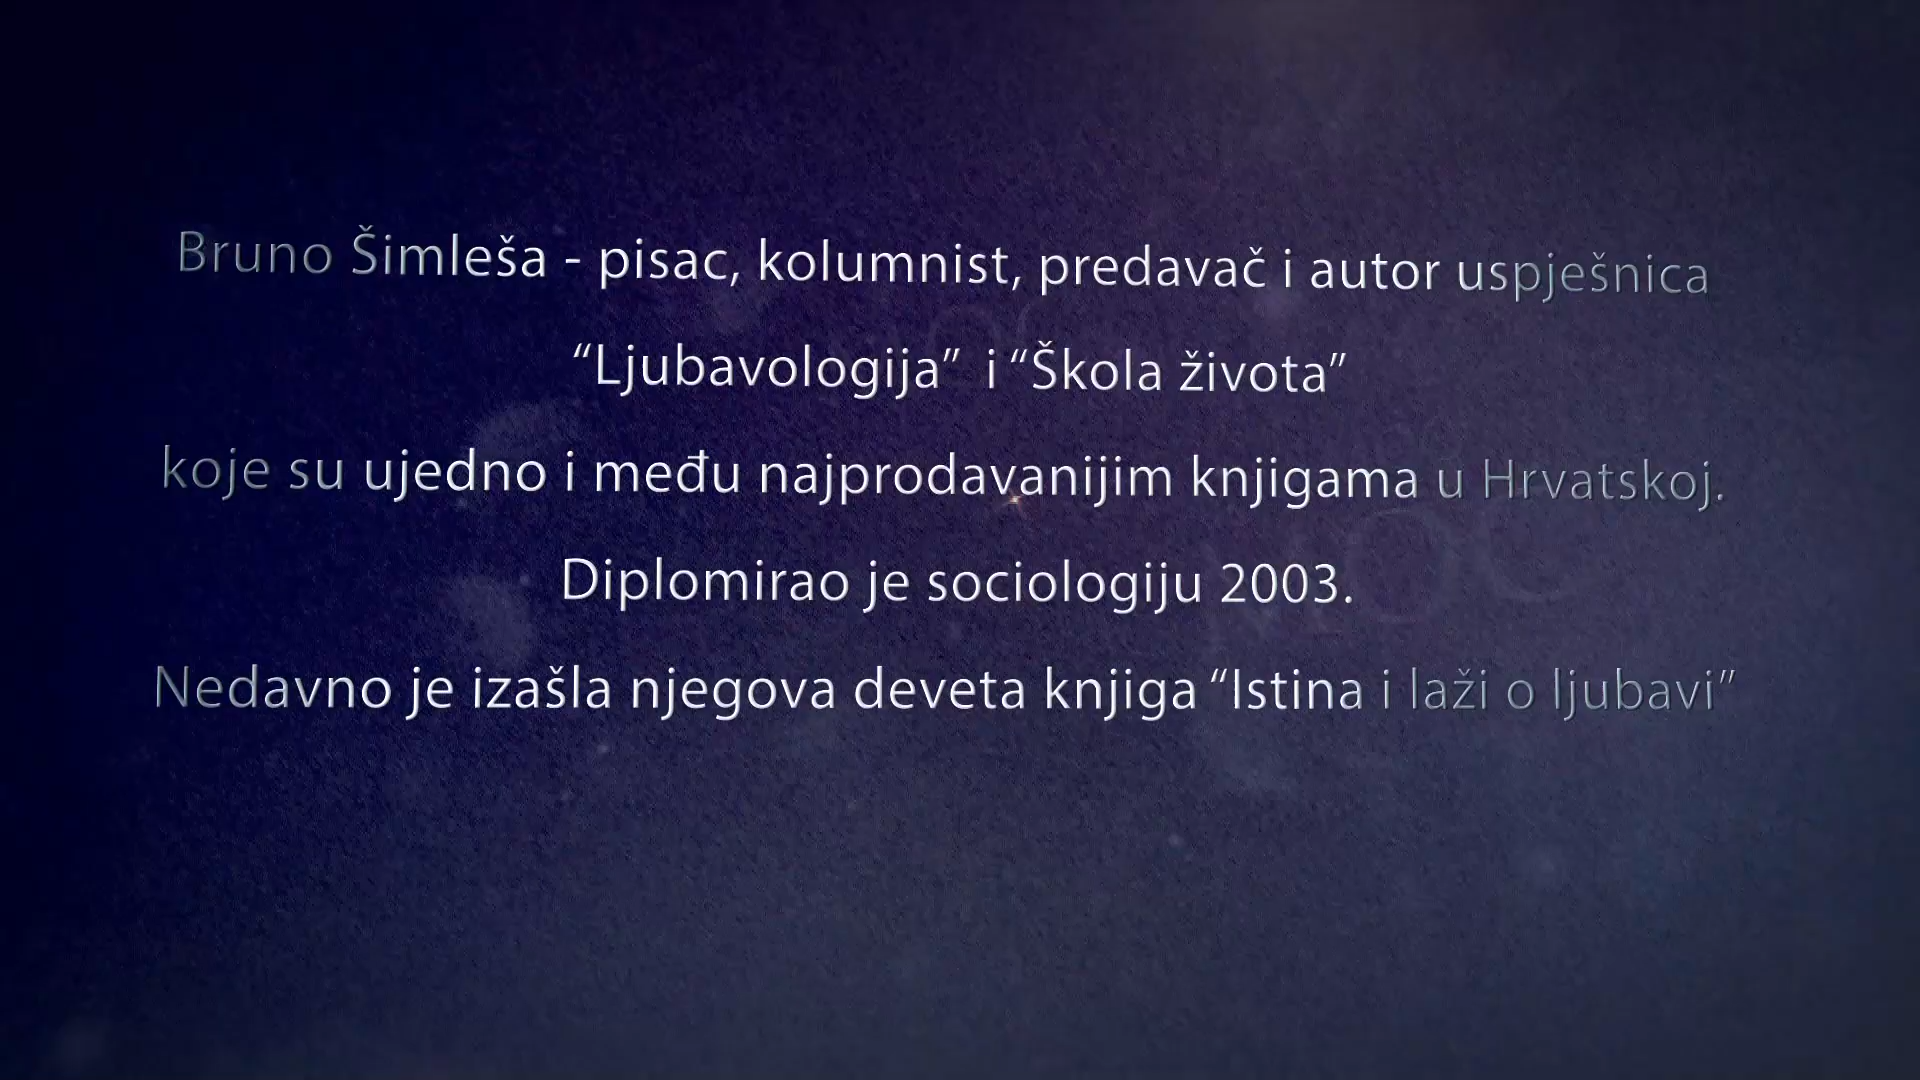 Bruno Šimleša - pisac, kolumnist, predavač i autor uspješnica
“Ljubavologija” i “Škola života”
koje su ujedno i među najprodavanijim knjigama u Hrvatskoj.
Diplomirao je sociologiju 2003.
Nedavno je izašla njegova deveta knjiga “Istina i laži o ljubavi”